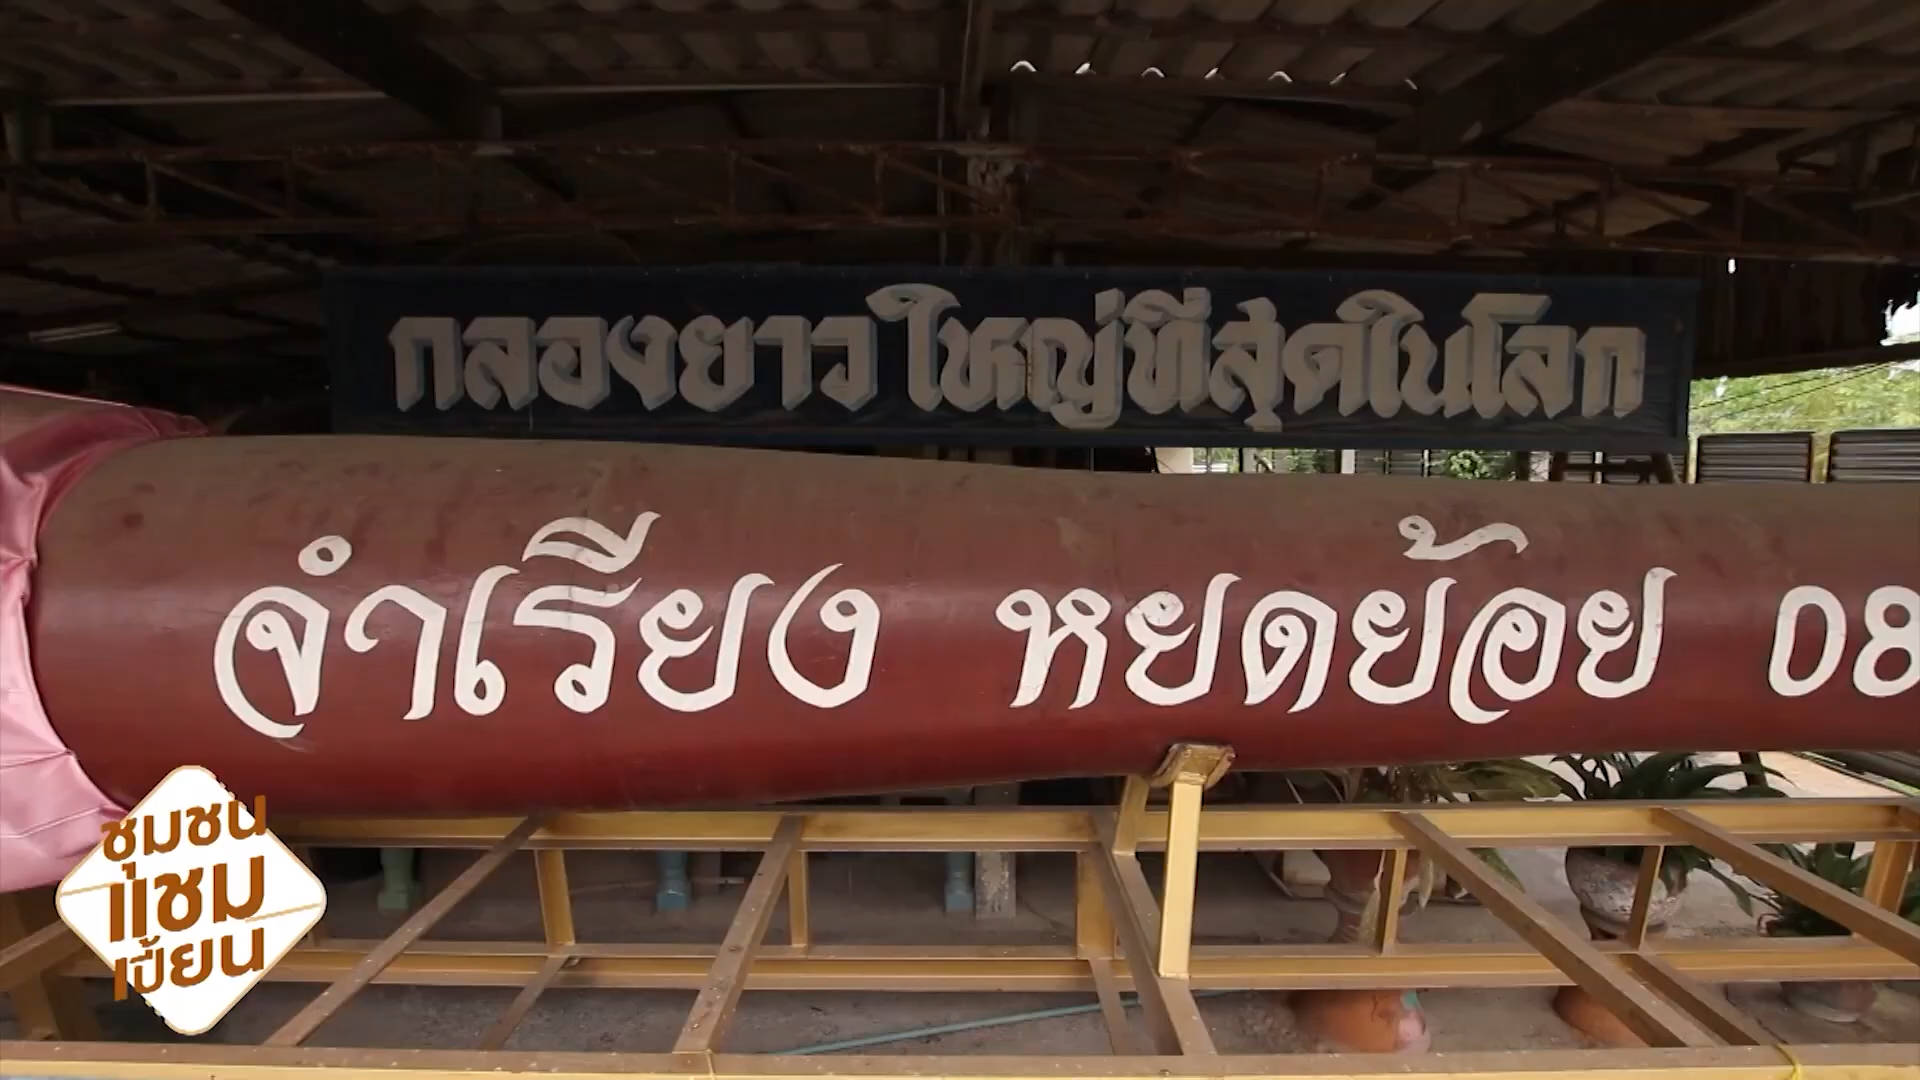 กลองยาวใหญ่ที่สุดในโลก
จำเรียง หยดย้อย 08
ชุมชน
แชม
เปี้ยน